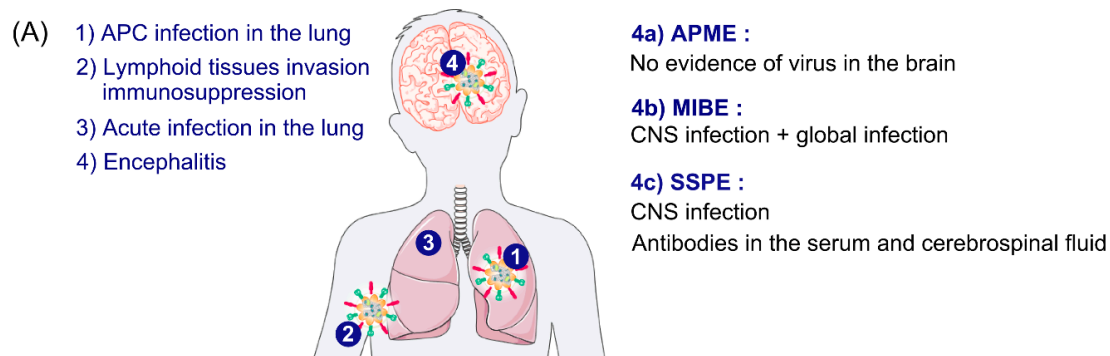 (A)
1) APC infection in the lung
2) Lymphoid tissues invasion
immunosuppression
3) Acute infection in the lung
4) Encephalitis
4
3
1
2
4a) APME :
No evidence of virus in the brain
4b) MIBE :
CNS infection + global infection
4c) SSPE :
CNS infection
Antibodies in the serum and cerebrospinal fluid